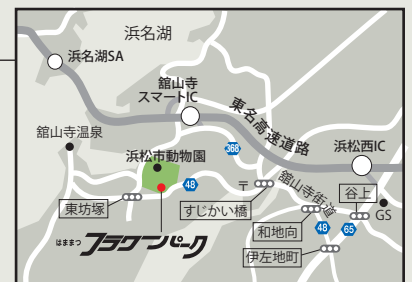 浜名湖
浜名湖SA
舘山寺
スマートIC
東名高速道路
舘山寺温泉
浜松市動物園
368
浜松西IC
48
〒
舘山寺街道
谷上
東坊塚
すじかい橋
GS
和地向
48
65
はままつ
フラワーパーク
伊左地町